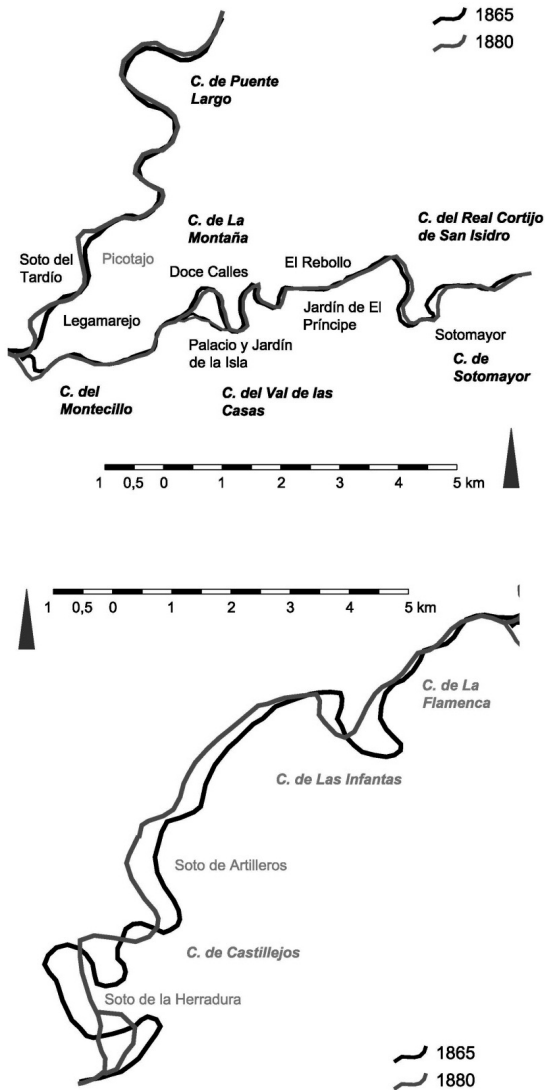 1865
1880
C. de Puente
Largo
C. de La
Montaña
C. del Real Cortijo
de San Isidro
Soto del
Tardío
Picotajo
Doce Calles
El Rebollo
Legamarejo
Jardín de El
Príncipe
Palacio y Jardín
de la Isla
Sotomayor
C. de
Sotomayor
C. del
Montecillo
C. del Val de las
Casas
1 0,5 0 1 2 3 4 5 km
1 0,5 0 1 2 3 4 5 km
C. de La
Flamenca
C. de Las Infantas
Soto de Artilleros
C. de Castillejos
Soto de la Herradura
1865
1880